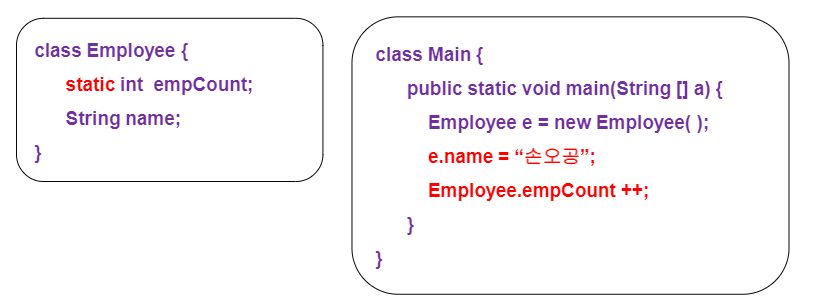 class Employee {
static int empCount;
String name;
}
class Main {
public static void main(String [] a) {
Employee e = new Employee( );
e.name = “손오공”;
Employee.empCount ++;
}
}